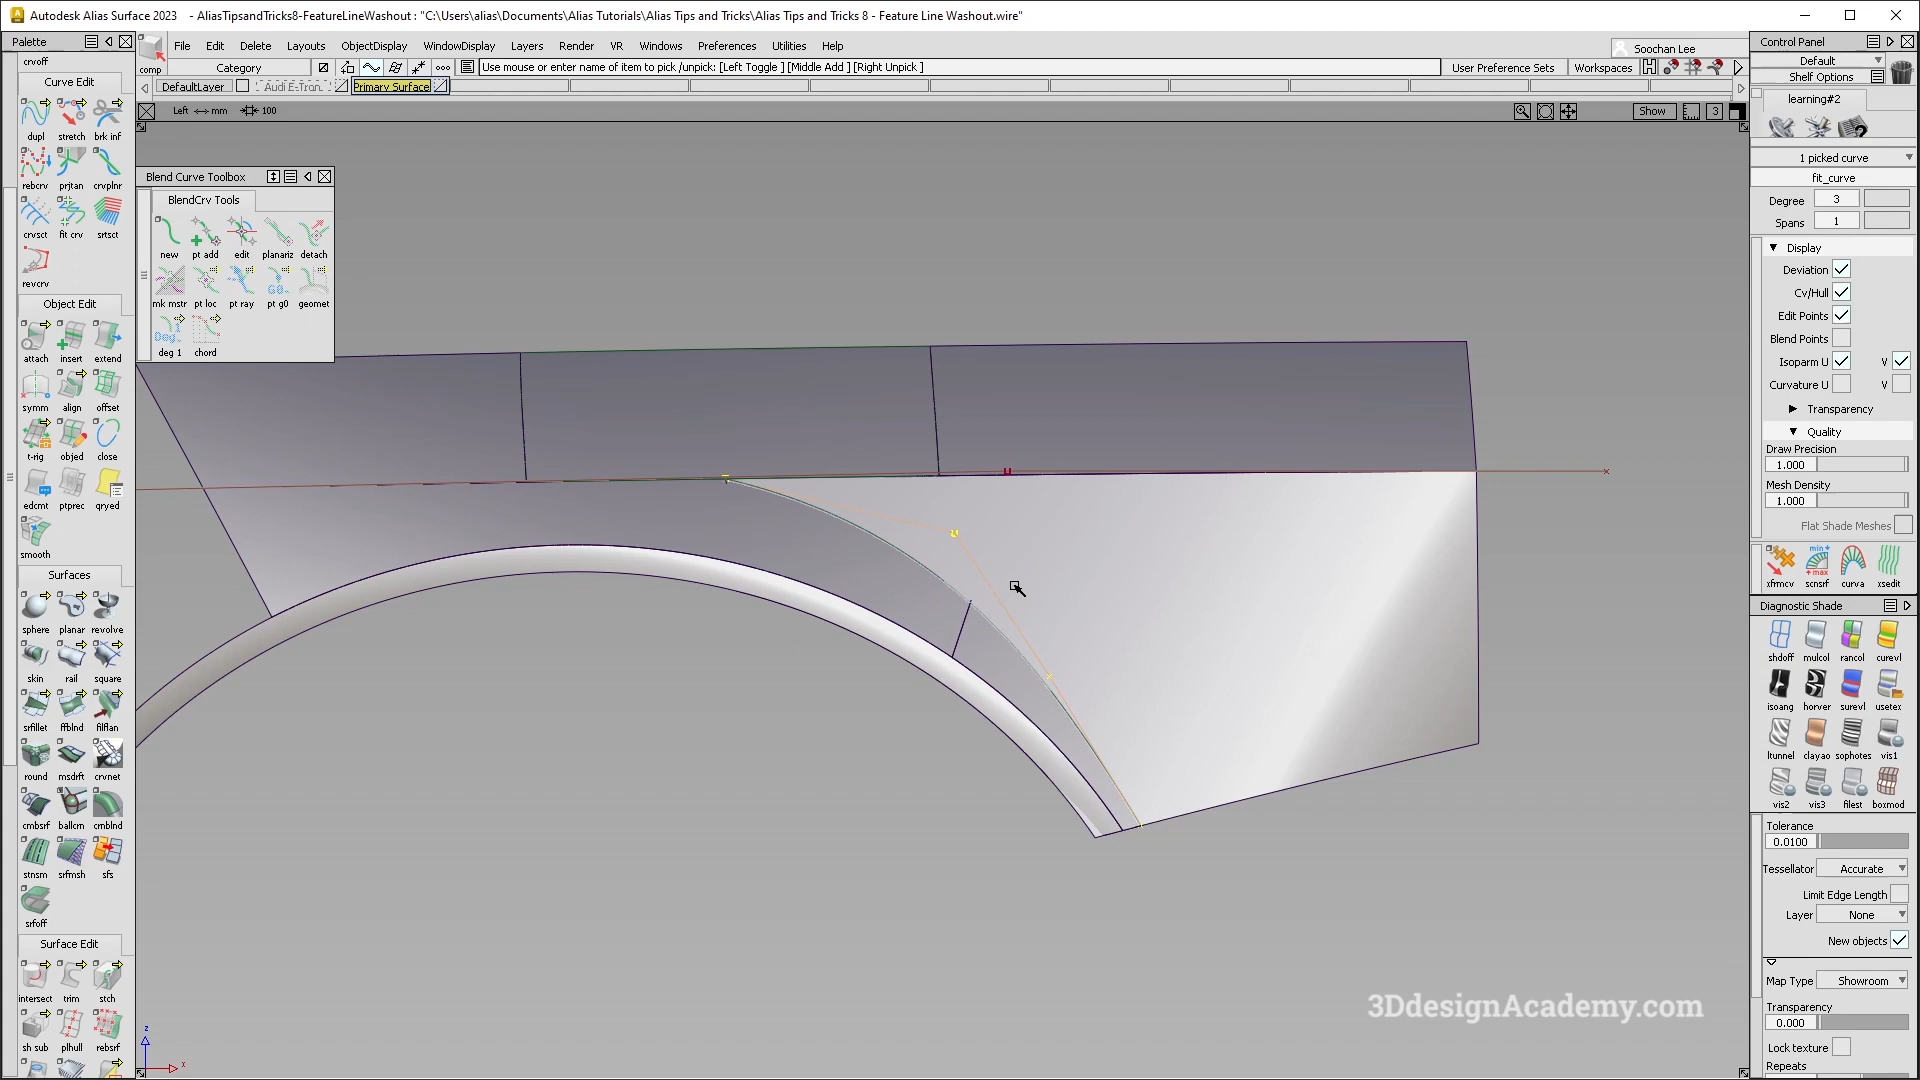 Autodesk Alias Surface 2023 - AliasTipsandTricks8-FeatureLineWashout : "C:\Users\alias\Documents\Alias Tutorials\Alias Tips and Tricks\Alias Tips and Tricks 8 - Feature Line Washout.wire"
Palette
comp
File Edit Delete Layouts ObjectDisplay WindowDisplay Layers Render VR Windows Preferences Utilities Help
Soochan Lee
Category
Use mouse or enter name of item to pick /unpick: [Left Toggle ] [Middle Add ] [Right Unpick ]
User Preference Sets
Workspaces
DefaultLayer
Audi E-Tran.
Primary Surface
Left <-> mm 100
Show
3
crvoff
Curve Edit
dupl stretch brk inf
rebcrv prjtan crvplnr
crvsct fit crv srtsct
revcrv
Object Edit
attach insert extend
symm align offset
t-rig objed close
edcmt ptprec qryed
smooth
Surfaces
sphere planar revolve
skin rail square
srfillet ffblnd filflan
round msdrft crvnet
cmbsrf ballcrn cmblnd
stnsm srfmsh sfs
srfoff
Surface Edit
intersect trim stch
sh sub plhull rebsrf
Blend Curve Toolbox
BlendCrv Tools
new pt add edit planariz detach
mk mstr pt loc pt ray pt g0 geomet
deg 1 chord
U
z
x
3DdesignAcademy.com
Control Panel
Default
Shelf Options
learning#2
1 picked curve
fit_curve
Degree 3
Spans 1
Display
Deviation
Cv/Hull
Edit Points
Blend Points
Isoparm U V
Curvature U V
Transparency
Quality
Draw Precision
1.000
Mesh Density
1.000
Flat Shade Meshes
xfrmcv scnsrf curva xsedit
Diagnostic Shade
shdoff mulcol rancol curevl
isoang horver surevl usetex
ltunnel clayao sophotes vis1
vis2 vis3 filest boxmod
Tolerance
0.0100
Tessellator Accurate
Limit Edge Length
Layer None
New objects
Map Type Showroom
Transparency
0.000
Lock texture
Repeats